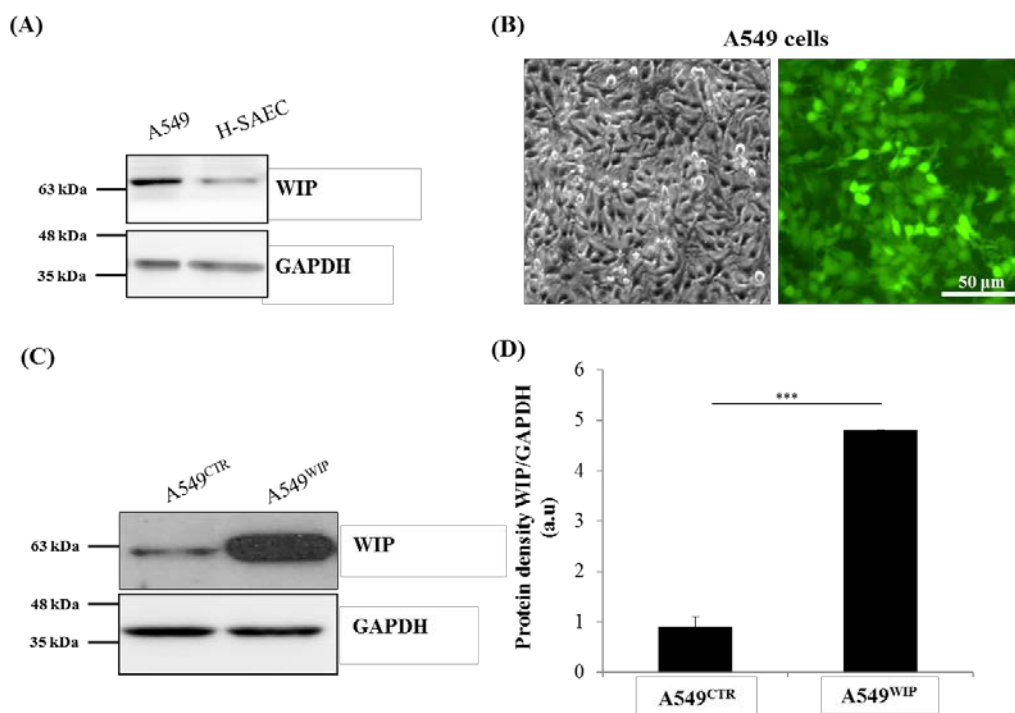 (A)
A549 H-SAEC
63 kDa
WIP
48 kDa
35 kDa
GAPDH
(B)
A549 cells
50 µm
(C)
A549CTR A549WIP
63 kDa
WIP
48 kDa
35 kDa
GAPDH
(D)
Protein density WIP/GAPDH
(a.u)
6
5
4
3
2
1
0
***
A549CTR A549WIP